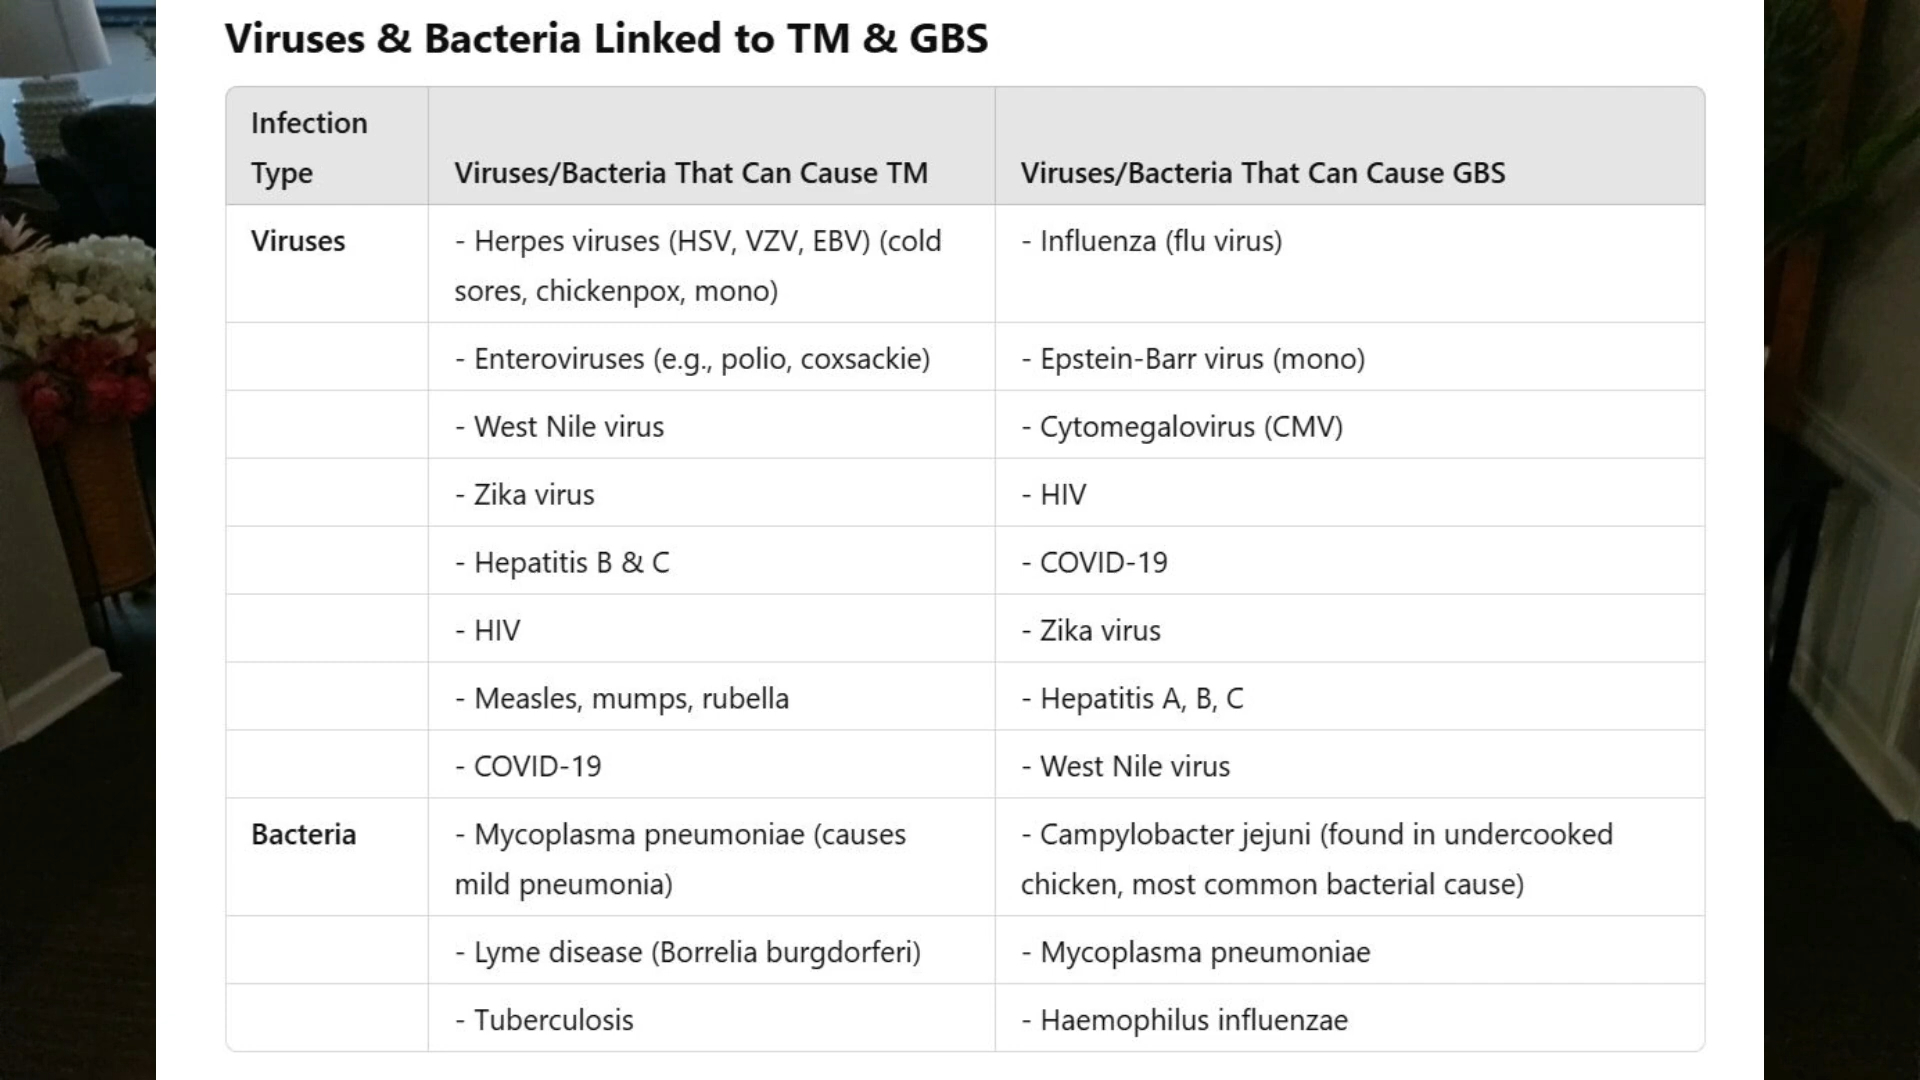 Viruses & Bacteria Linked to TM & GBS
Infection
Type
Viruses/Bacteria That Can Cause TM
Viruses/Bacteria That Can Cause GBS
Viruses
- Herpes viruses (HSV, VZV, EBV) (cold
sores, chickenpox, mono)
- Influenza (flu virus)
- Enteroviruses (e.g., polio, coxsackie)
- Epstein-Barr virus (mono)
- West Nile virus
- Cytomegalovirus (CMV)
- Zika virus
- HIV
- Hepatitis B & C
- COVID-19
- HIV
- Zika virus
- Measles, mumps, rubella
- Hepatitis A, B, C
- COVID-19
- West Nile virus
Bacteria
- Mycoplasma pneumoniae (causes
mild pneumonia)
- Campylobacter jejuni (found in undercooked
chicken, most common bacterial cause)
- Lyme disease (Borrelia burgdorferi)
- Mycoplasma pneumoniae
- Tuberculosis
- Haemophilus influenzae